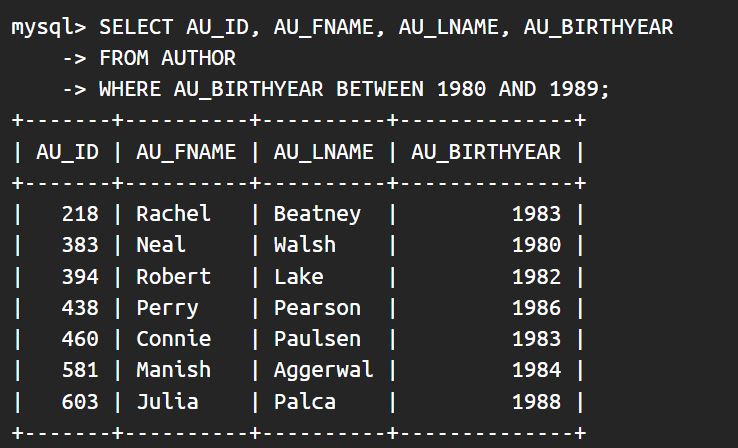 mysql> SELECT AU_ID, AU_FNAME, AU_LNAME, AU_BIRTHYEAR
    -> FROM AUTHOR
    -> WHERE AU_BIRTHYEAR BETWEEN 1980 AND 1989;
+-------+----------+----------+--------------+
| AU_ID | AU_FNAME | AU_LNAME | AU_BIRTHYEAR |
+-------+----------+----------+--------------+
|   218 | Rachel   | Beatney  |         1983 |
|   383 | Neal     | Walsh    |         1980 |
|   394 | Robert   | Lake     |         1982 |
|   438 | Perry    | Pearson  |         1986 |
|   460 | Connie   | Paulsen  |         1983 |
|   581 | Manish   | Aggerwal |         1984 |
|   603 | Julia    | Palca    |         1988 |
+-------+----------+----------+--------------+